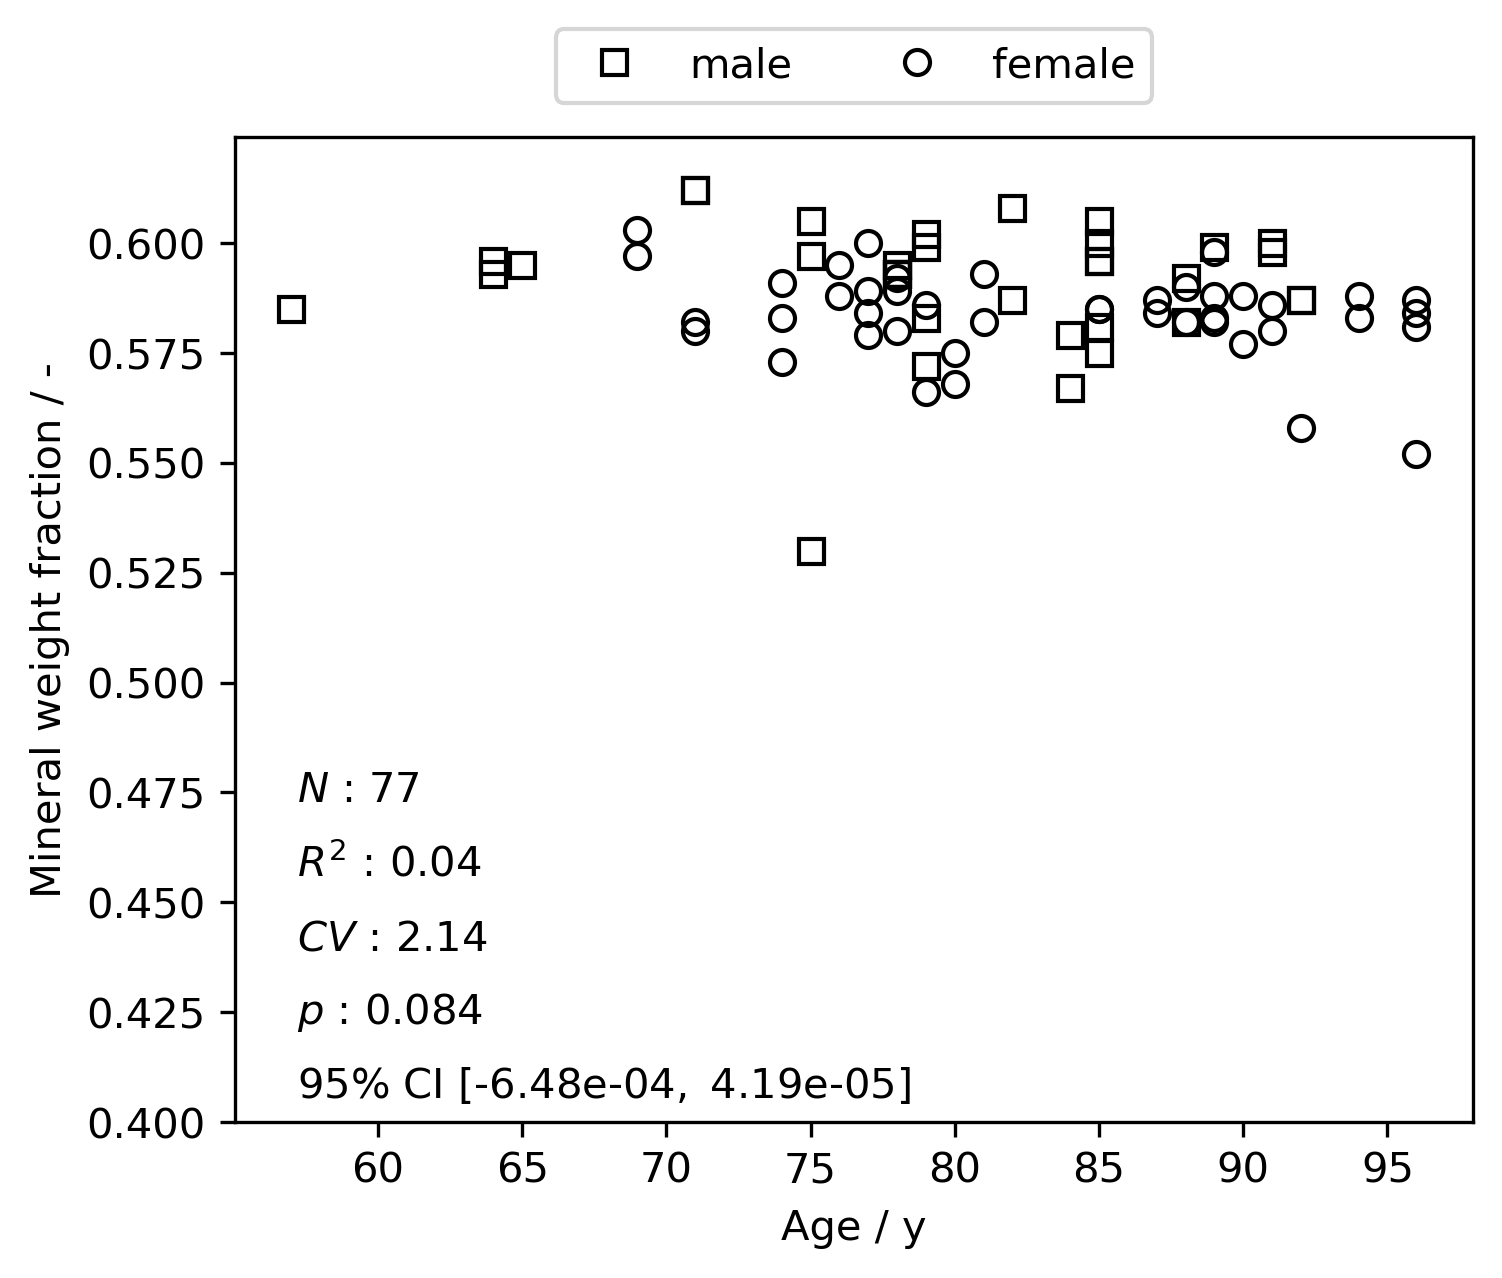 male female
Mineral weight fraction / -
0.600
0.575
0.550
0.525
0.500
0.475
0.450
0.425
0.400
N : 77
R² : 0.04
CV : 2.14
p : 0.084
95% CI [-6.48e-04, 4.19e-05]
60 65 70 75 80 85 90 95
Age / y